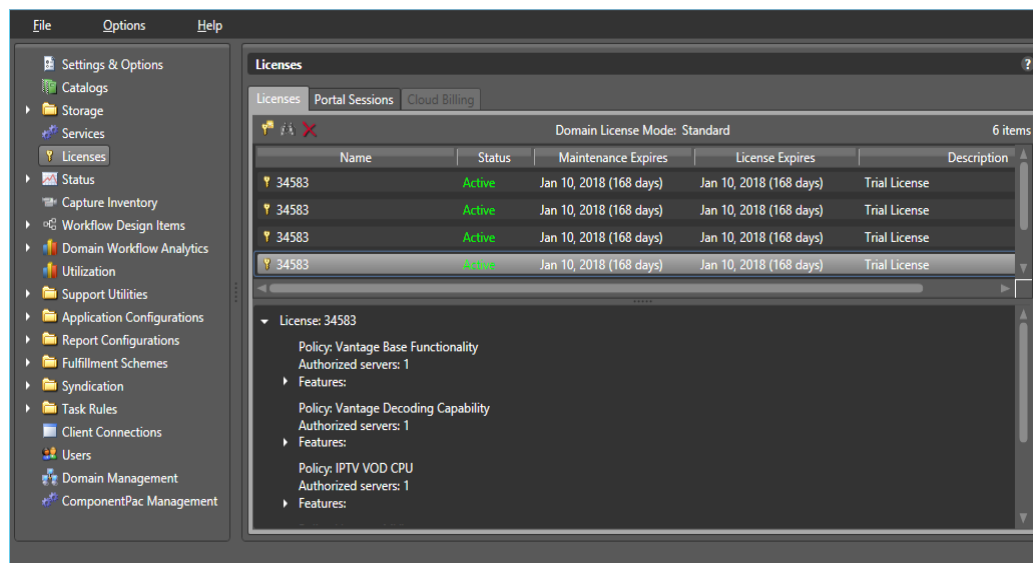 File Options Help
Settings & Options
Catalogs
Storage
Services
Licenses
Status
Capture Inventory
Workflow Design Items
Domain Workflow Analytics
Utilization
Support Utilities
Application Configurations
Report Configurations
Fulfillment Schemes
Syndication
Task Rules
Client Connections
Users
Domain Management
ComponentPac Management
Licenses ?
Licenses Portal Sessions Cloud Billing
Domain License Mode: Standard 6 items
Name Status Maintenance Expires License Expires Description
34583 Active Jan 10, 2018 (168 days) Jan 10, 2018 (168 days) Trial License
34583 Active Jan 10, 2018 (168 days) Jan 10, 2018 (168 days) Trial License
34583 Active Jan 10, 2018 (168 days) Jan 10, 2018 (168 days) Trial License
34583 Active Jan 10, 2018 (168 days) Jan 10, 2018 (168 days) Trial License
License: 34583
Policy: Vantage Base Functionality
Authorized servers: 1
Features:
Policy: Vantage Decoding Capability
Authorized servers: 1
Features:
Policy: IPTV VOD CPU
Authorized servers: 1
Features: